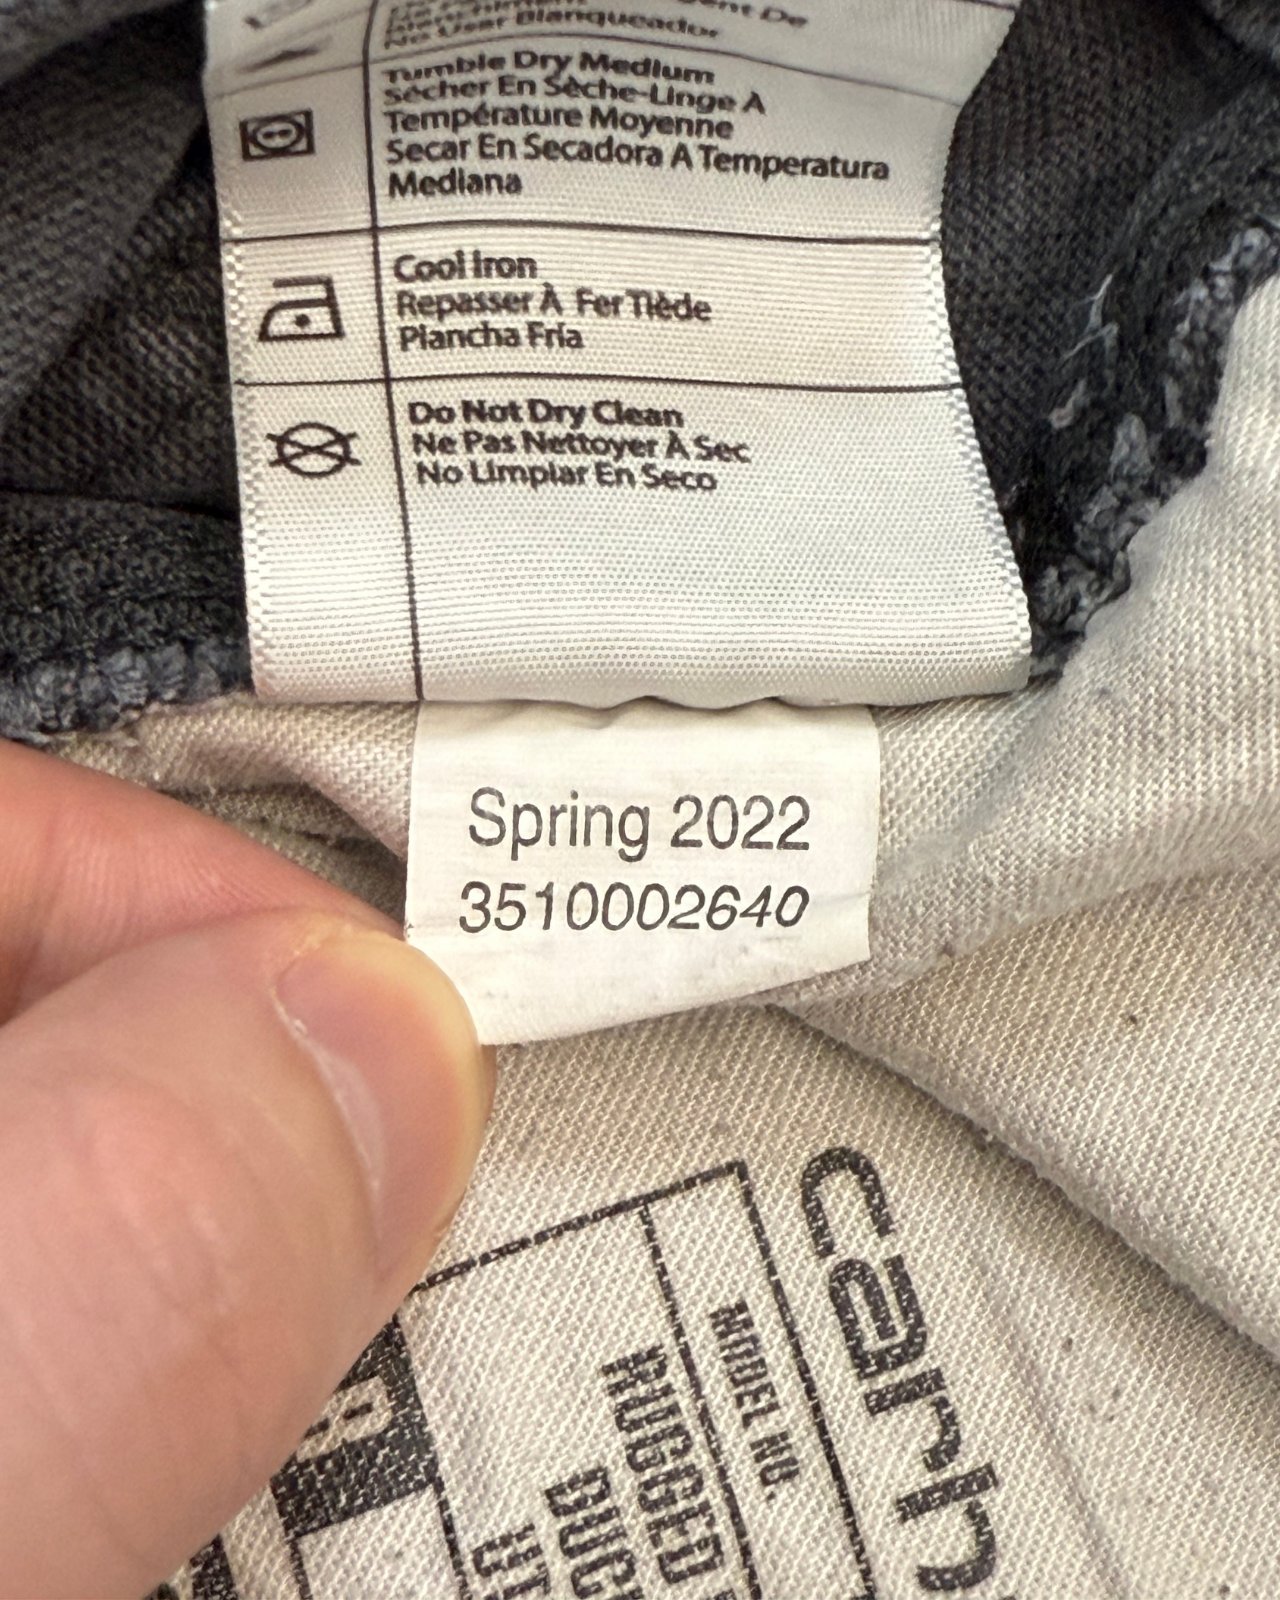 No Usar Blanqueador
Tumble Dry Medium
Sécher En Sèche-Linge À
Température Moyenne
Secar En Secadora A Temperatura
Mediana
Cool Iron
Repasser À Fer Tiède
Plancha Fría
Do Not Dry Clean
Ne Pas Nettoyer À Sec
No Limpiar En Seco
Spring 2022
3510002640
carh
MODEL NO.
RUGGED
DUC